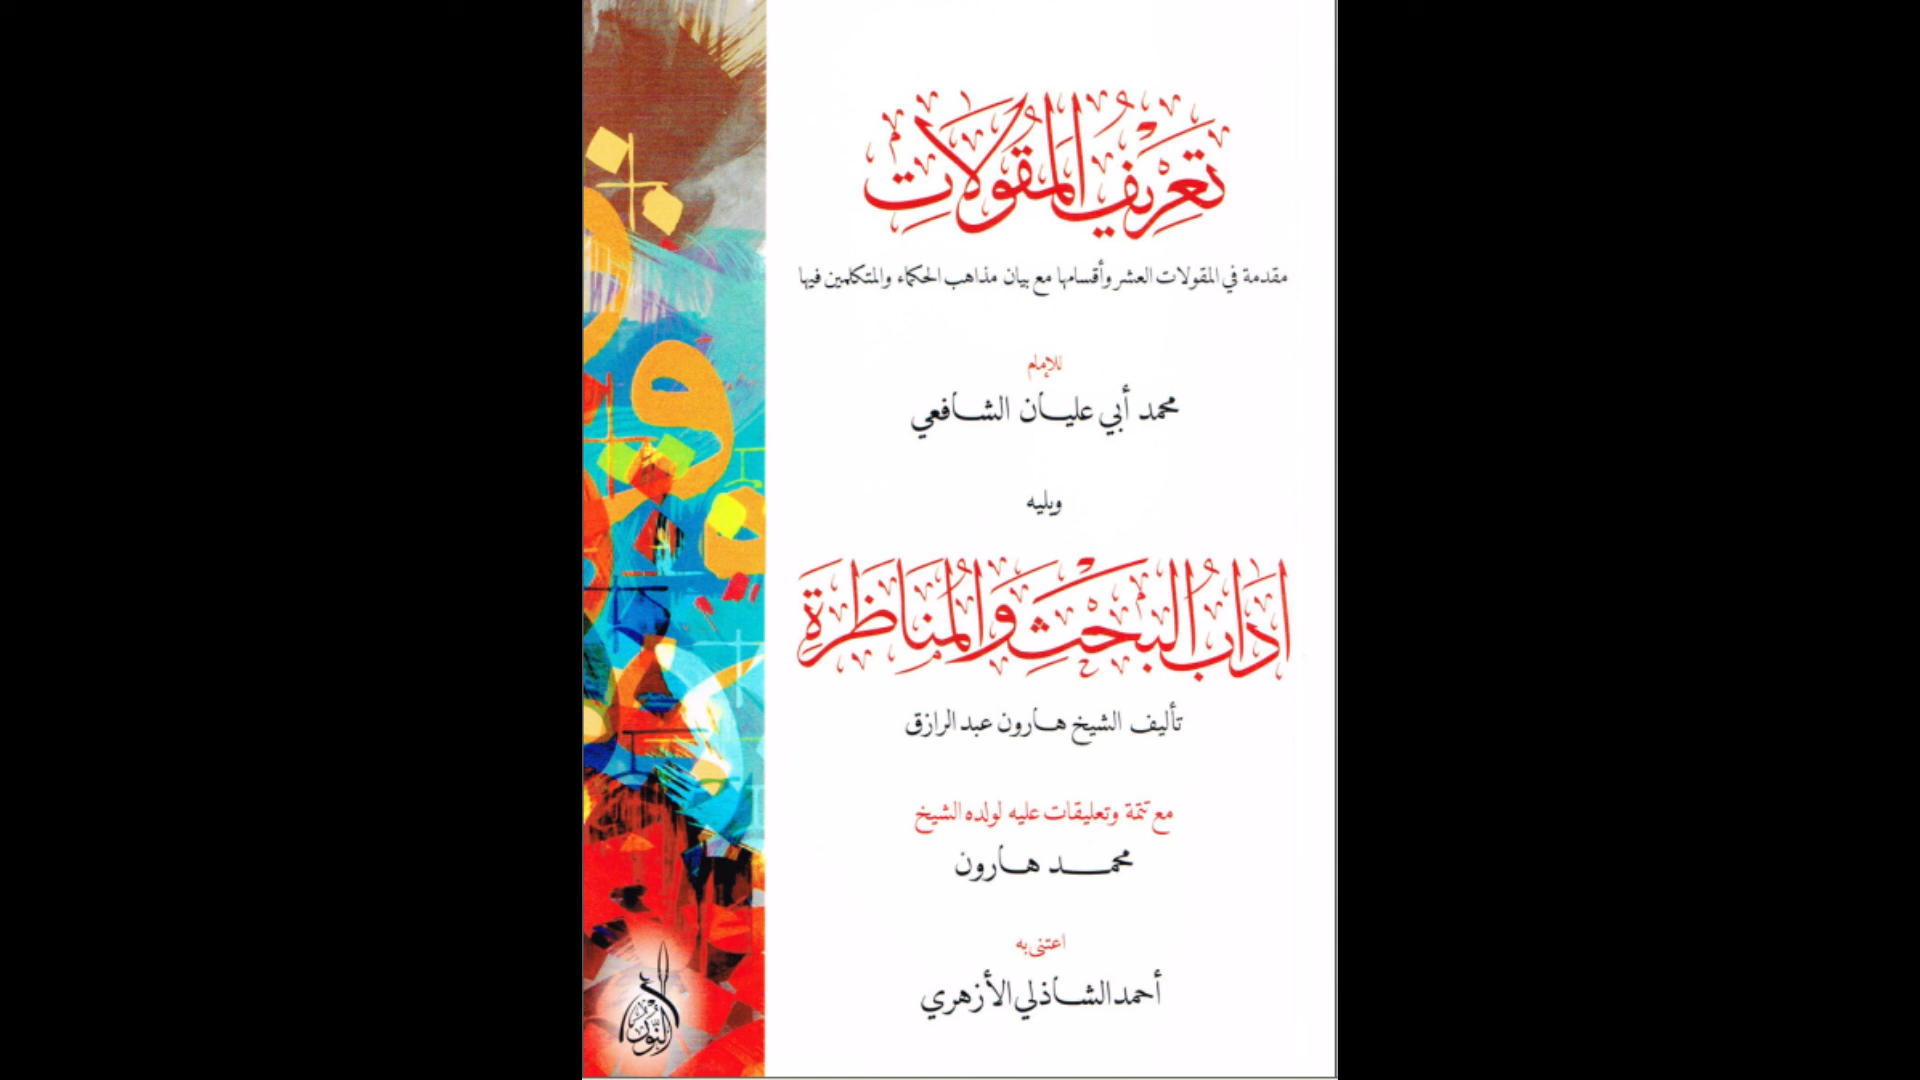 تعريف المقولات
مقدمة في المقولات العشر وأقسامها مع بيان مذاهب الحكماء والمتكلمين فيها
للإمام
محمد أبي عليان الشافعي
ويليه
اداب البحث والمناظرة
تأليف الشيخ هارون عبد الرازق
مع تتمة وتعليقات عليه لولده الشيخ
محمد هارون
اعتنى به
أحمد الشاذلي الأزهري
النور